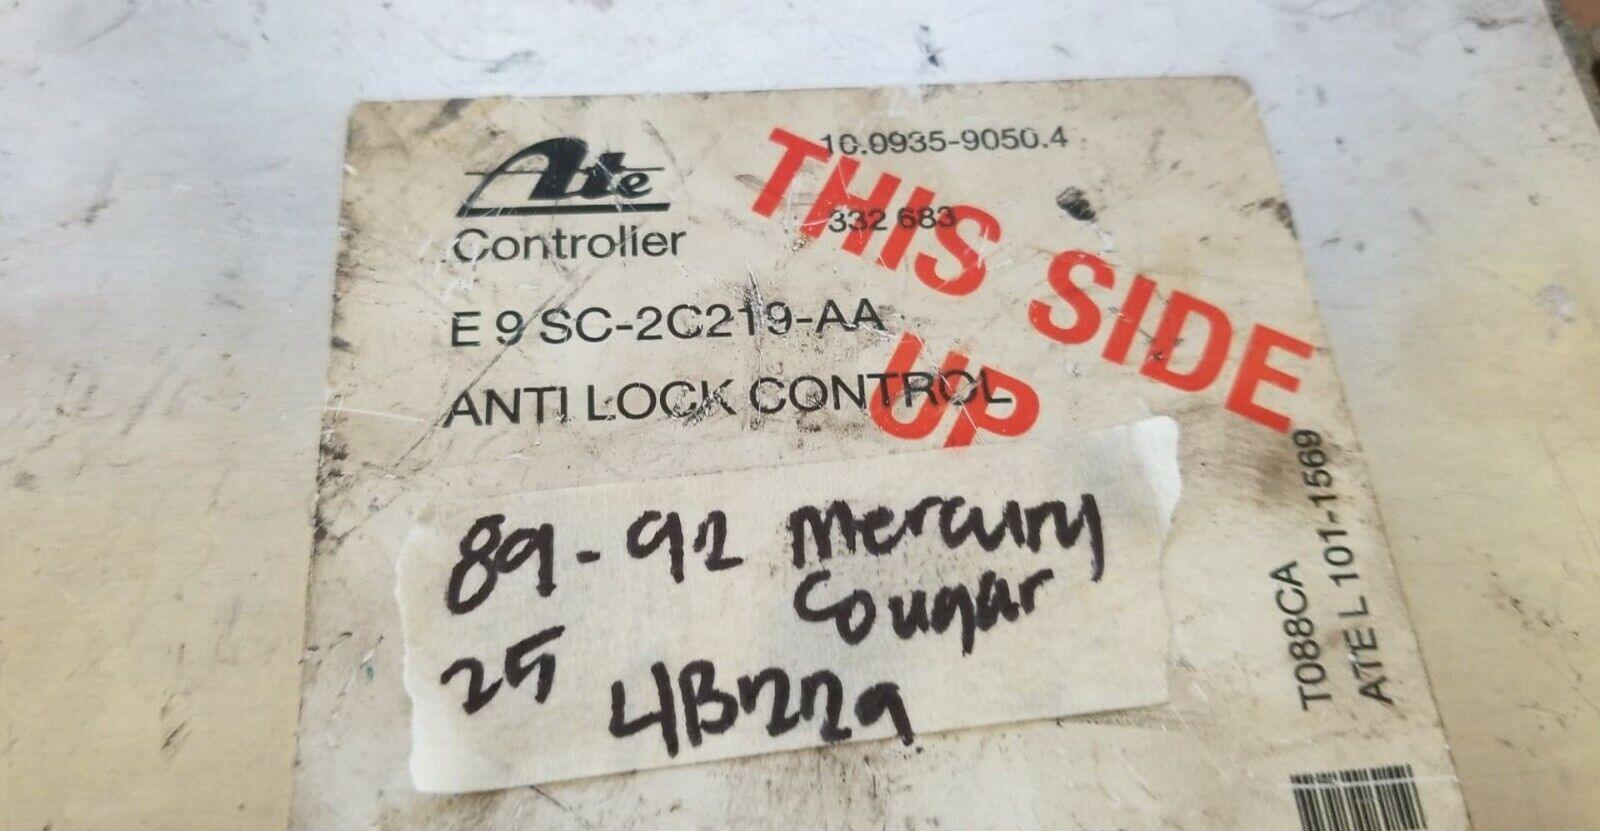 Ate
10.0935-9050.4
332 683
Controller
THIS SIDE
UP
E 9 SC-2C219-AA
ANTI LOCK CONTROL
89-92 Mercury
Cougar
25
4B229
T088CA
ATE L 101-1569